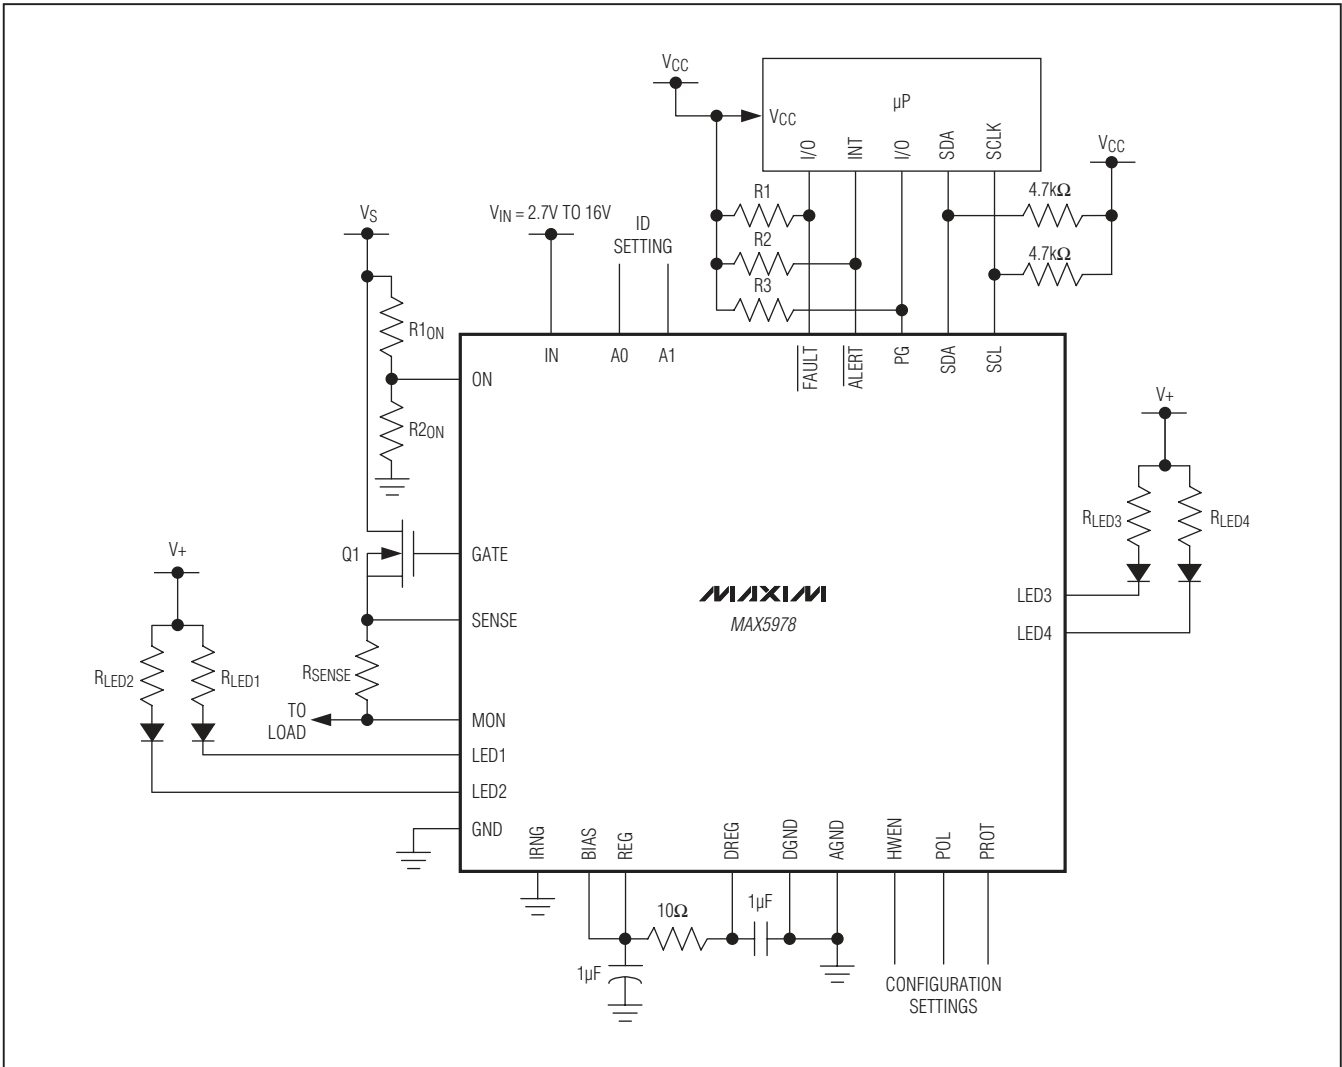 VCC
µP
VCC
I/O
INT
I/O
SDA
SCLK
VCC
4.7kΩ
4.7kΩ
R1
R2
R3
VS
VIN = 2.7V TO 16V
ID
SETTING
R1ON
R2ON
IN
A0
A1
FAULT
ALERT
PG
SDA
SCL
ON
V+
RLED3
RLED4
Q1
GATE
V+
SENSE
MAXIM
MAX5978
LED3
LED4
RLED2
RLED1
RSENSE
TO
LOAD
MON
LED1
LED2
GND
IRNG
BIAS
REG
DREG
DGND
AGND
HWEN
POL
PROT
10Ω
1µF
1µF
CONFIGURATION
SETTINGS